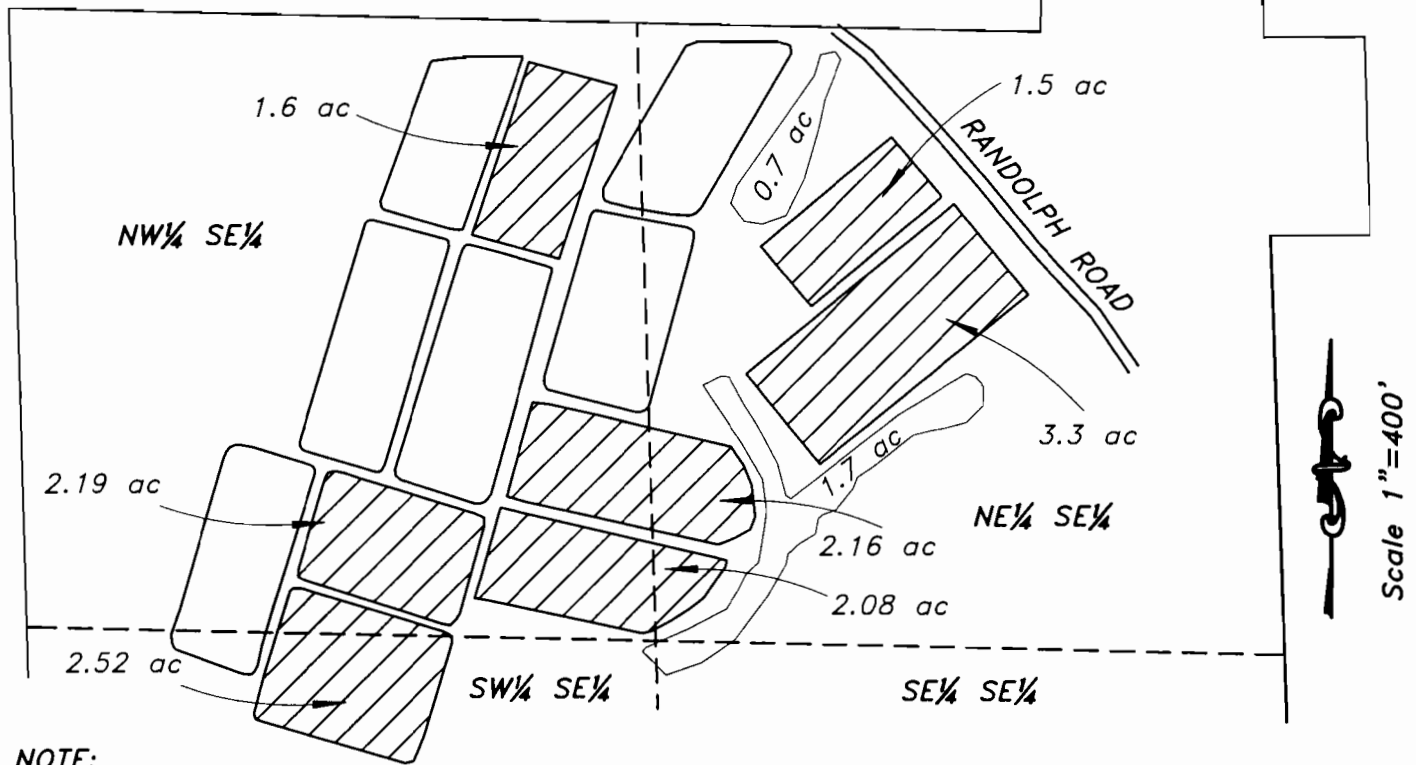 1.6 ac
1.5 ac
0.7 ac
RANDOLPH ROAD
NW¼ SE¼
3.3 ac
1.7 ac
2.19 ac
NE¼ SE¼
2.16 ac
2.08 ac
2.52 ac
SW¼ SE¼
SE¼ SE¼
Scale 1"=400'
NOTE: